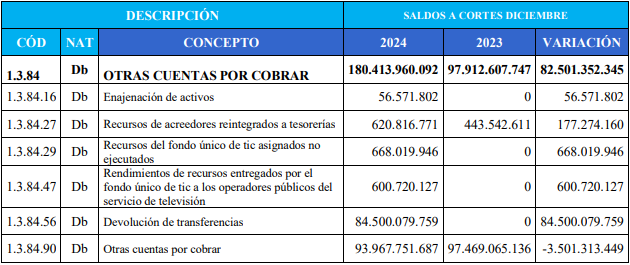 DESCRIPCIÓN SALDOS A CORTES DICIEMBRE
CÓD NAT CONCEPTO 2024 2023 VARIACIÓN
1.3.84 Db OTRAS CUENTAS POR COBRAR 180.413.960.092 97.912.607.747 82.501.352.345
1.3.84.16 Db Enajenación de activos 56.571.802 0 56.571.802
1.3.84.27 Db Recursos de acreedores reintegrados a tesorerías 620.816.771 443.542.611 177.274.160
1.3.84.29 Db Recursos del fondo único de tic asignados no
ejecutados 668.019.946 0 668.019.946
1.3.84.47 Db Rendimientos de recursos entregados por el
fondo único de tic a los operadores públicos del
servicio de televisión 600.720.127 0 600.720.127
1.3.84.56 Db Devolución de transferencias 84.500.079.759 0 84.500.079.759
1.3.84.90 Db Otras cuentas por cobrar 93.967.751.687 97.469.065.136 -3.501.313.449